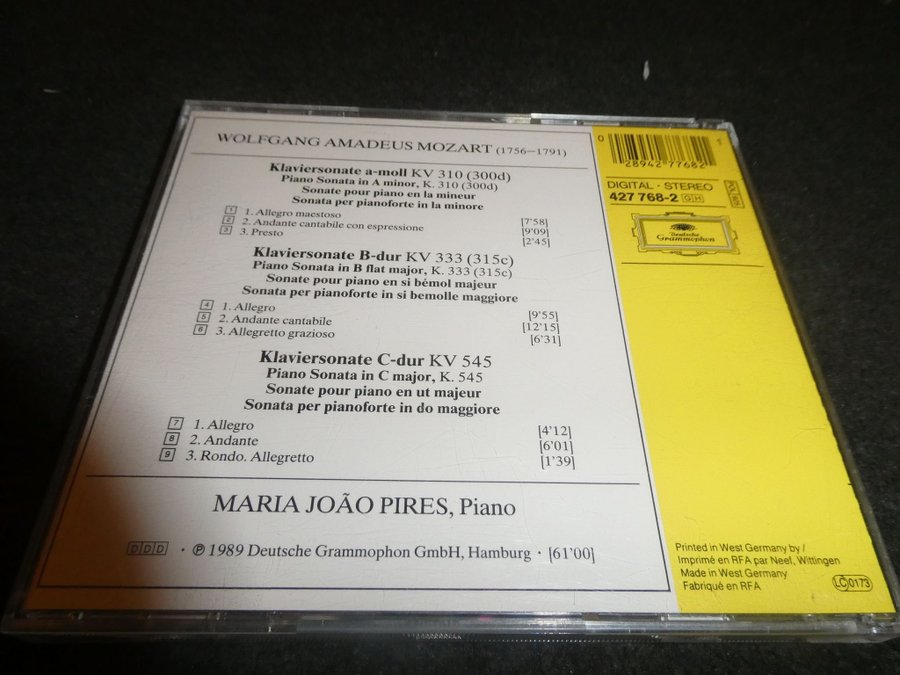 WOLFGANG AMADEUS MOZART (1756–1791)
Klaviersonate a-moll KV 310 (300d)
Piano Sonata in A minor, K. 310 (300d)
Sonate pour piano en la mineur
Sonata per pianoforte in la minore
1 1. Allegro maestoso [7'58]
2 2. Andante cantabile con espressione [9'09]
3 3. Presto [2'45]
Klaviersonate B-dur KV 333 (315c)
Piano Sonata in B flat major, K. 333 (315c)
Sonate pour piano en si bémol majeur
Sonata per pianoforte in si bemolle maggiore
4 1. Allegro [9'55]
5 2. Andante cantabile [12'15]
6 3. Allegretto grazioso [6'31]
Klaviersonate C-dur KV 545
Piano Sonata in C major, K. 545
Sonate pour piano en ut majeur
Sonata per pianoforte in do maggiore
7 1. Allegro [4'12]
8 2. Andante [6'01]
9 3. Rondo. Allegretto [1'39]
MARIA JOÃO PIRES, Piano
DDD · ℗ 1989 Deutsche Grammophon GmbH, Hamburg · [61'00]
0 28942 77682 1
DIGITAL · STEREO
427 768-2 GH
Deutsche
Grammophon
Printed in West Germany by /
Imprimé en RFA par Neef, Wittingen
Made in West Germany
Fabriqué en RFA
LC 0173